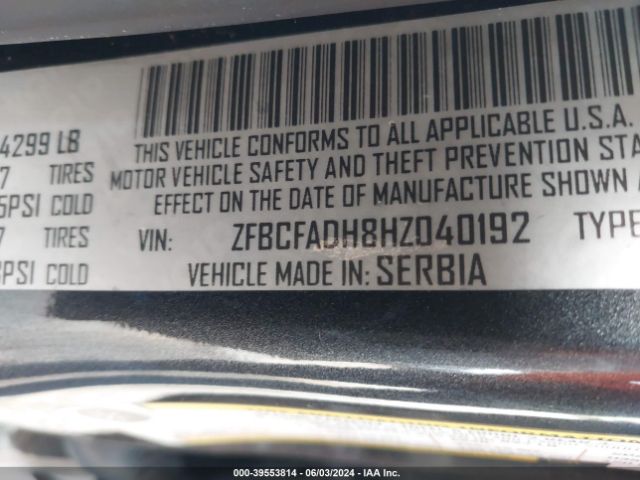 4299 LB
THIS VEHICLE CONFORMS TO ALL APPLICABLE U.S.A.
7 TIRES
MOTOR VEHICLE SAFETY AND THEFT PREVENTION STA
5PSI COLD
EFFECT ON THE DATE OF MANUFACTURE SHOWN
7 TIRES
VIN: ZFBCFADH8HZ040192 TYPE
PSI COLD
VEHICLE MADE IN: SERBIA
000-39553814 | 06/03/2024 | IAA Inc.